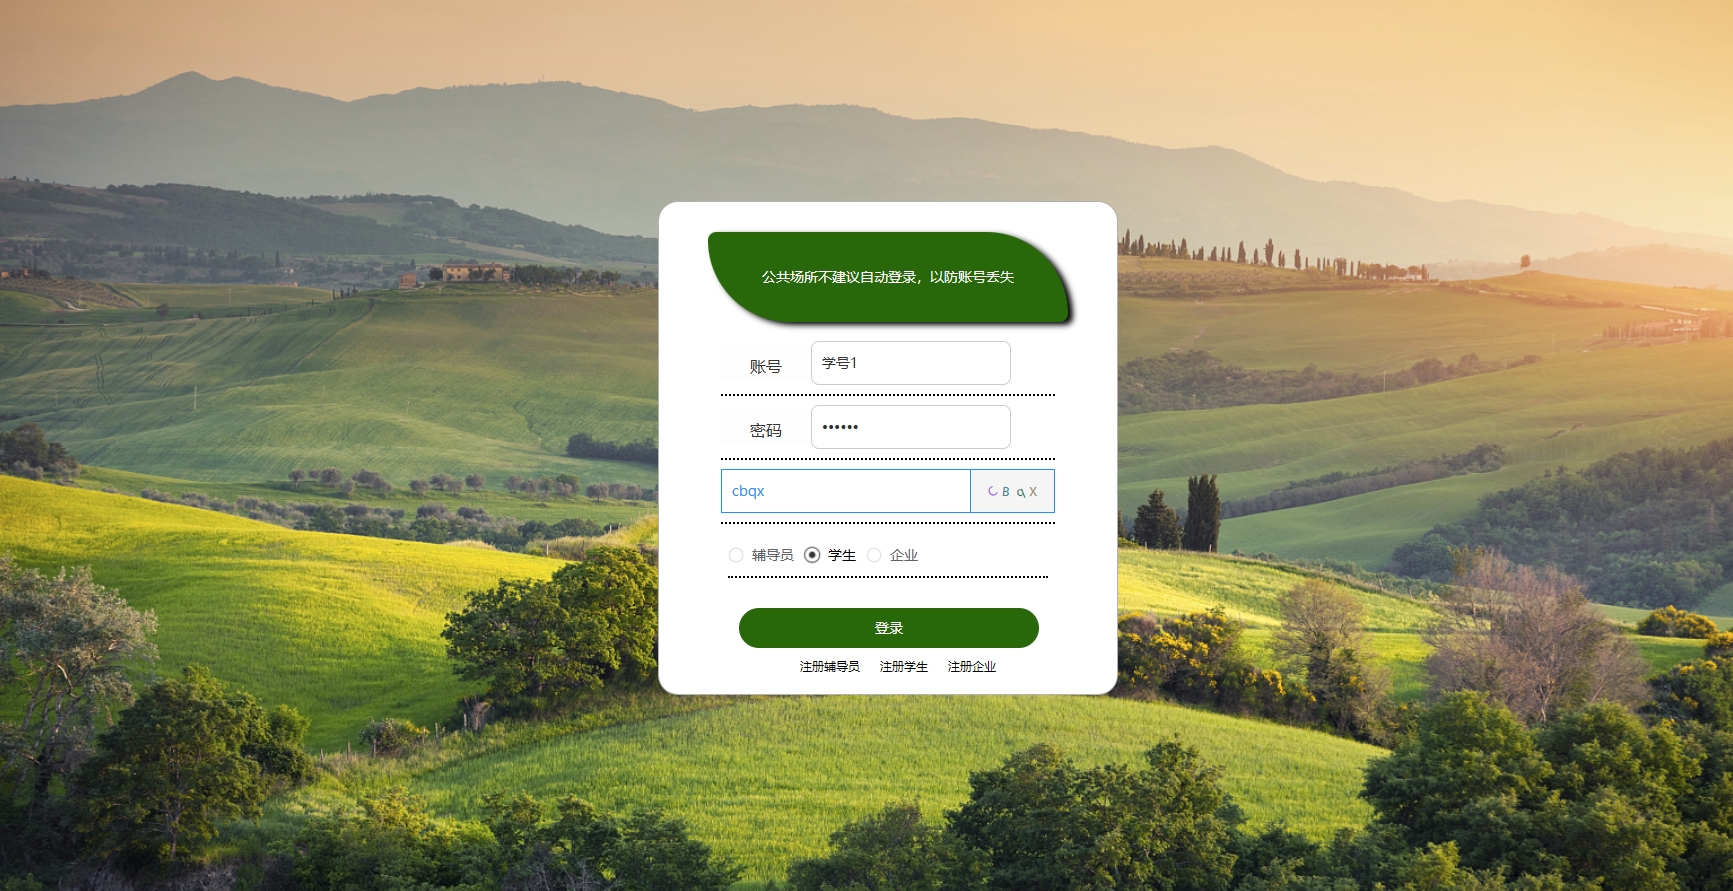 公共场所不建议自动登录，以防账号丢失
账号 学号1
密码 ••••••
cbqx C B q X
辅导员 学生 企业
登录
注册辅导员 注册学生 注册企业